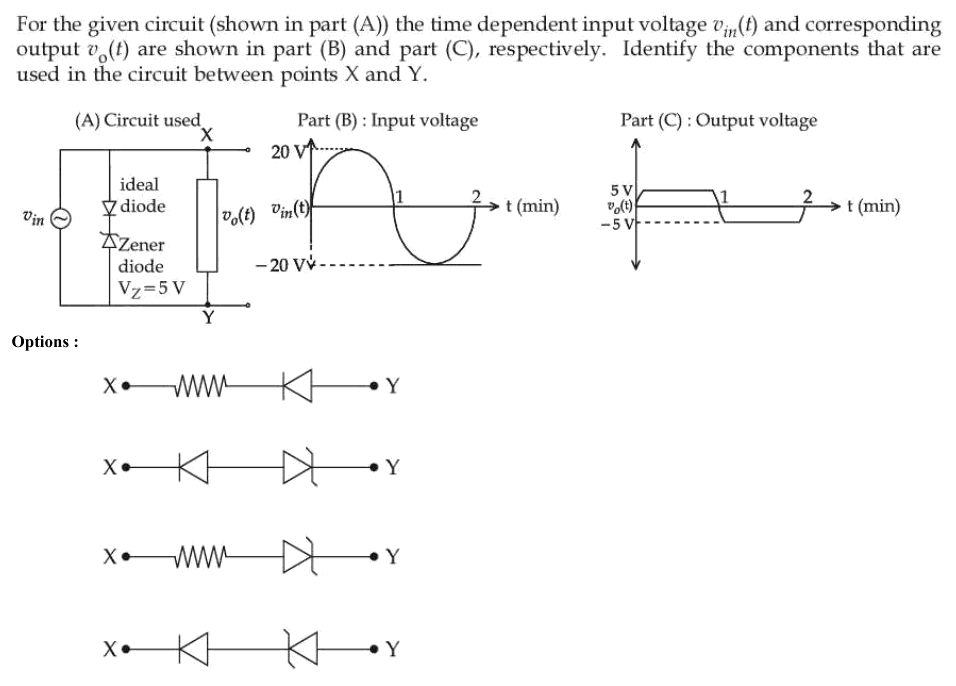 For the given circuit (shown in part (A)) the time dependent input voltage v_in(t) and corresponding
output v_o(t) are shown in part (B) and part (C), respectively. Identify the components that are
used in the circuit between points X and Y.
(A) Circuit used
Part (B) : Input voltage
Part (C) : Output voltage
X
ideal
diode
v_in
Zener
diode
V_Z=5 V
v_o(t)
Y
20 V
v_in(t)
1
2
t (min)
−20 V
5 V
v_o(t)
−5 V
1
2
t (min)
Options :
X Y
X Y
X Y
X Y